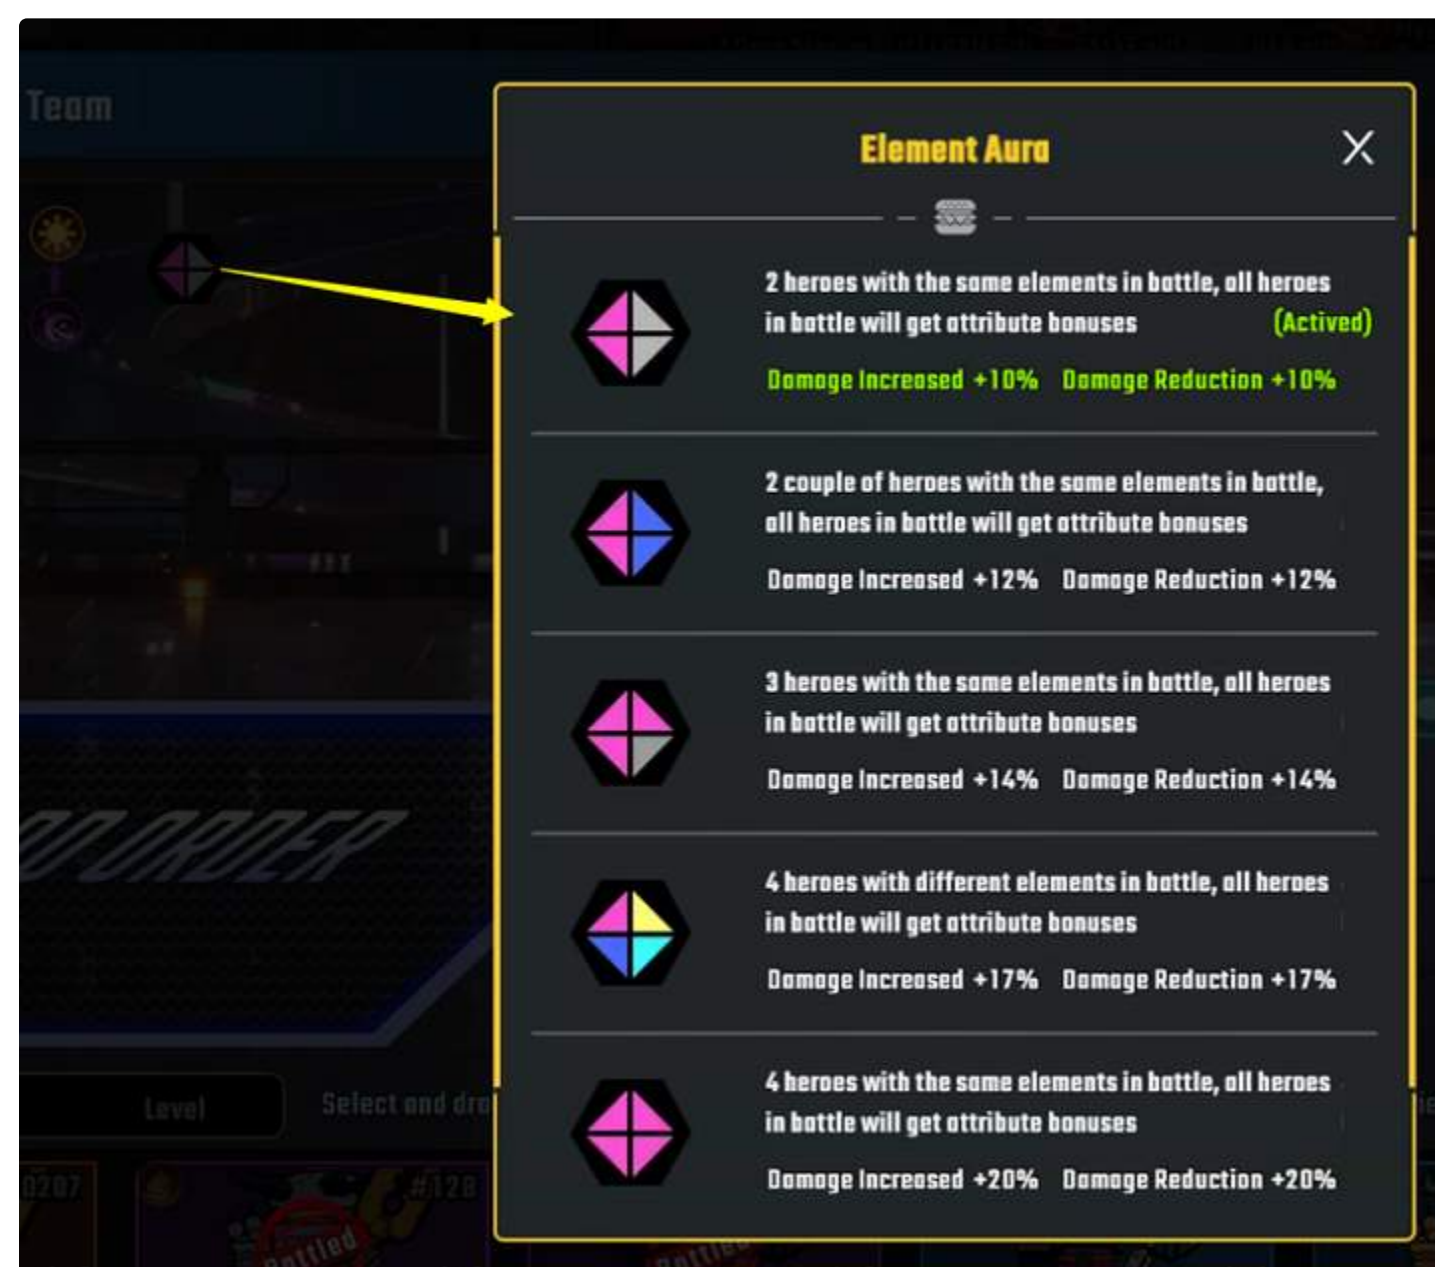 Team
Element Aura
X
2 heroes with the same elements in battle, all heroes
in battle will get attribute bonuses
(Actived)
Damage Increased +10% Damage Reduction +10%
2 couple of heroes with the same elements in battle,
all heroes in battle will get attribute bonuses
Damage Increased +12% Damage Reduction +12%
3 heroes with the same elements in battle, all heroes
in battle will get attribute bonuses
Damage Increased +14% Damage Reduction +14%
ORDER
4 heroes with different elements in battle, all heroes
in battle will get attribute bonuses
Damage Increased +17% Damage Reduction +17%
Level
Select and
4 heroes with the same elements in battle, all heroes
in battle will get attribute bonuses
Damage Increased +20% Damage Reduction +20%
0207
#128
Battled